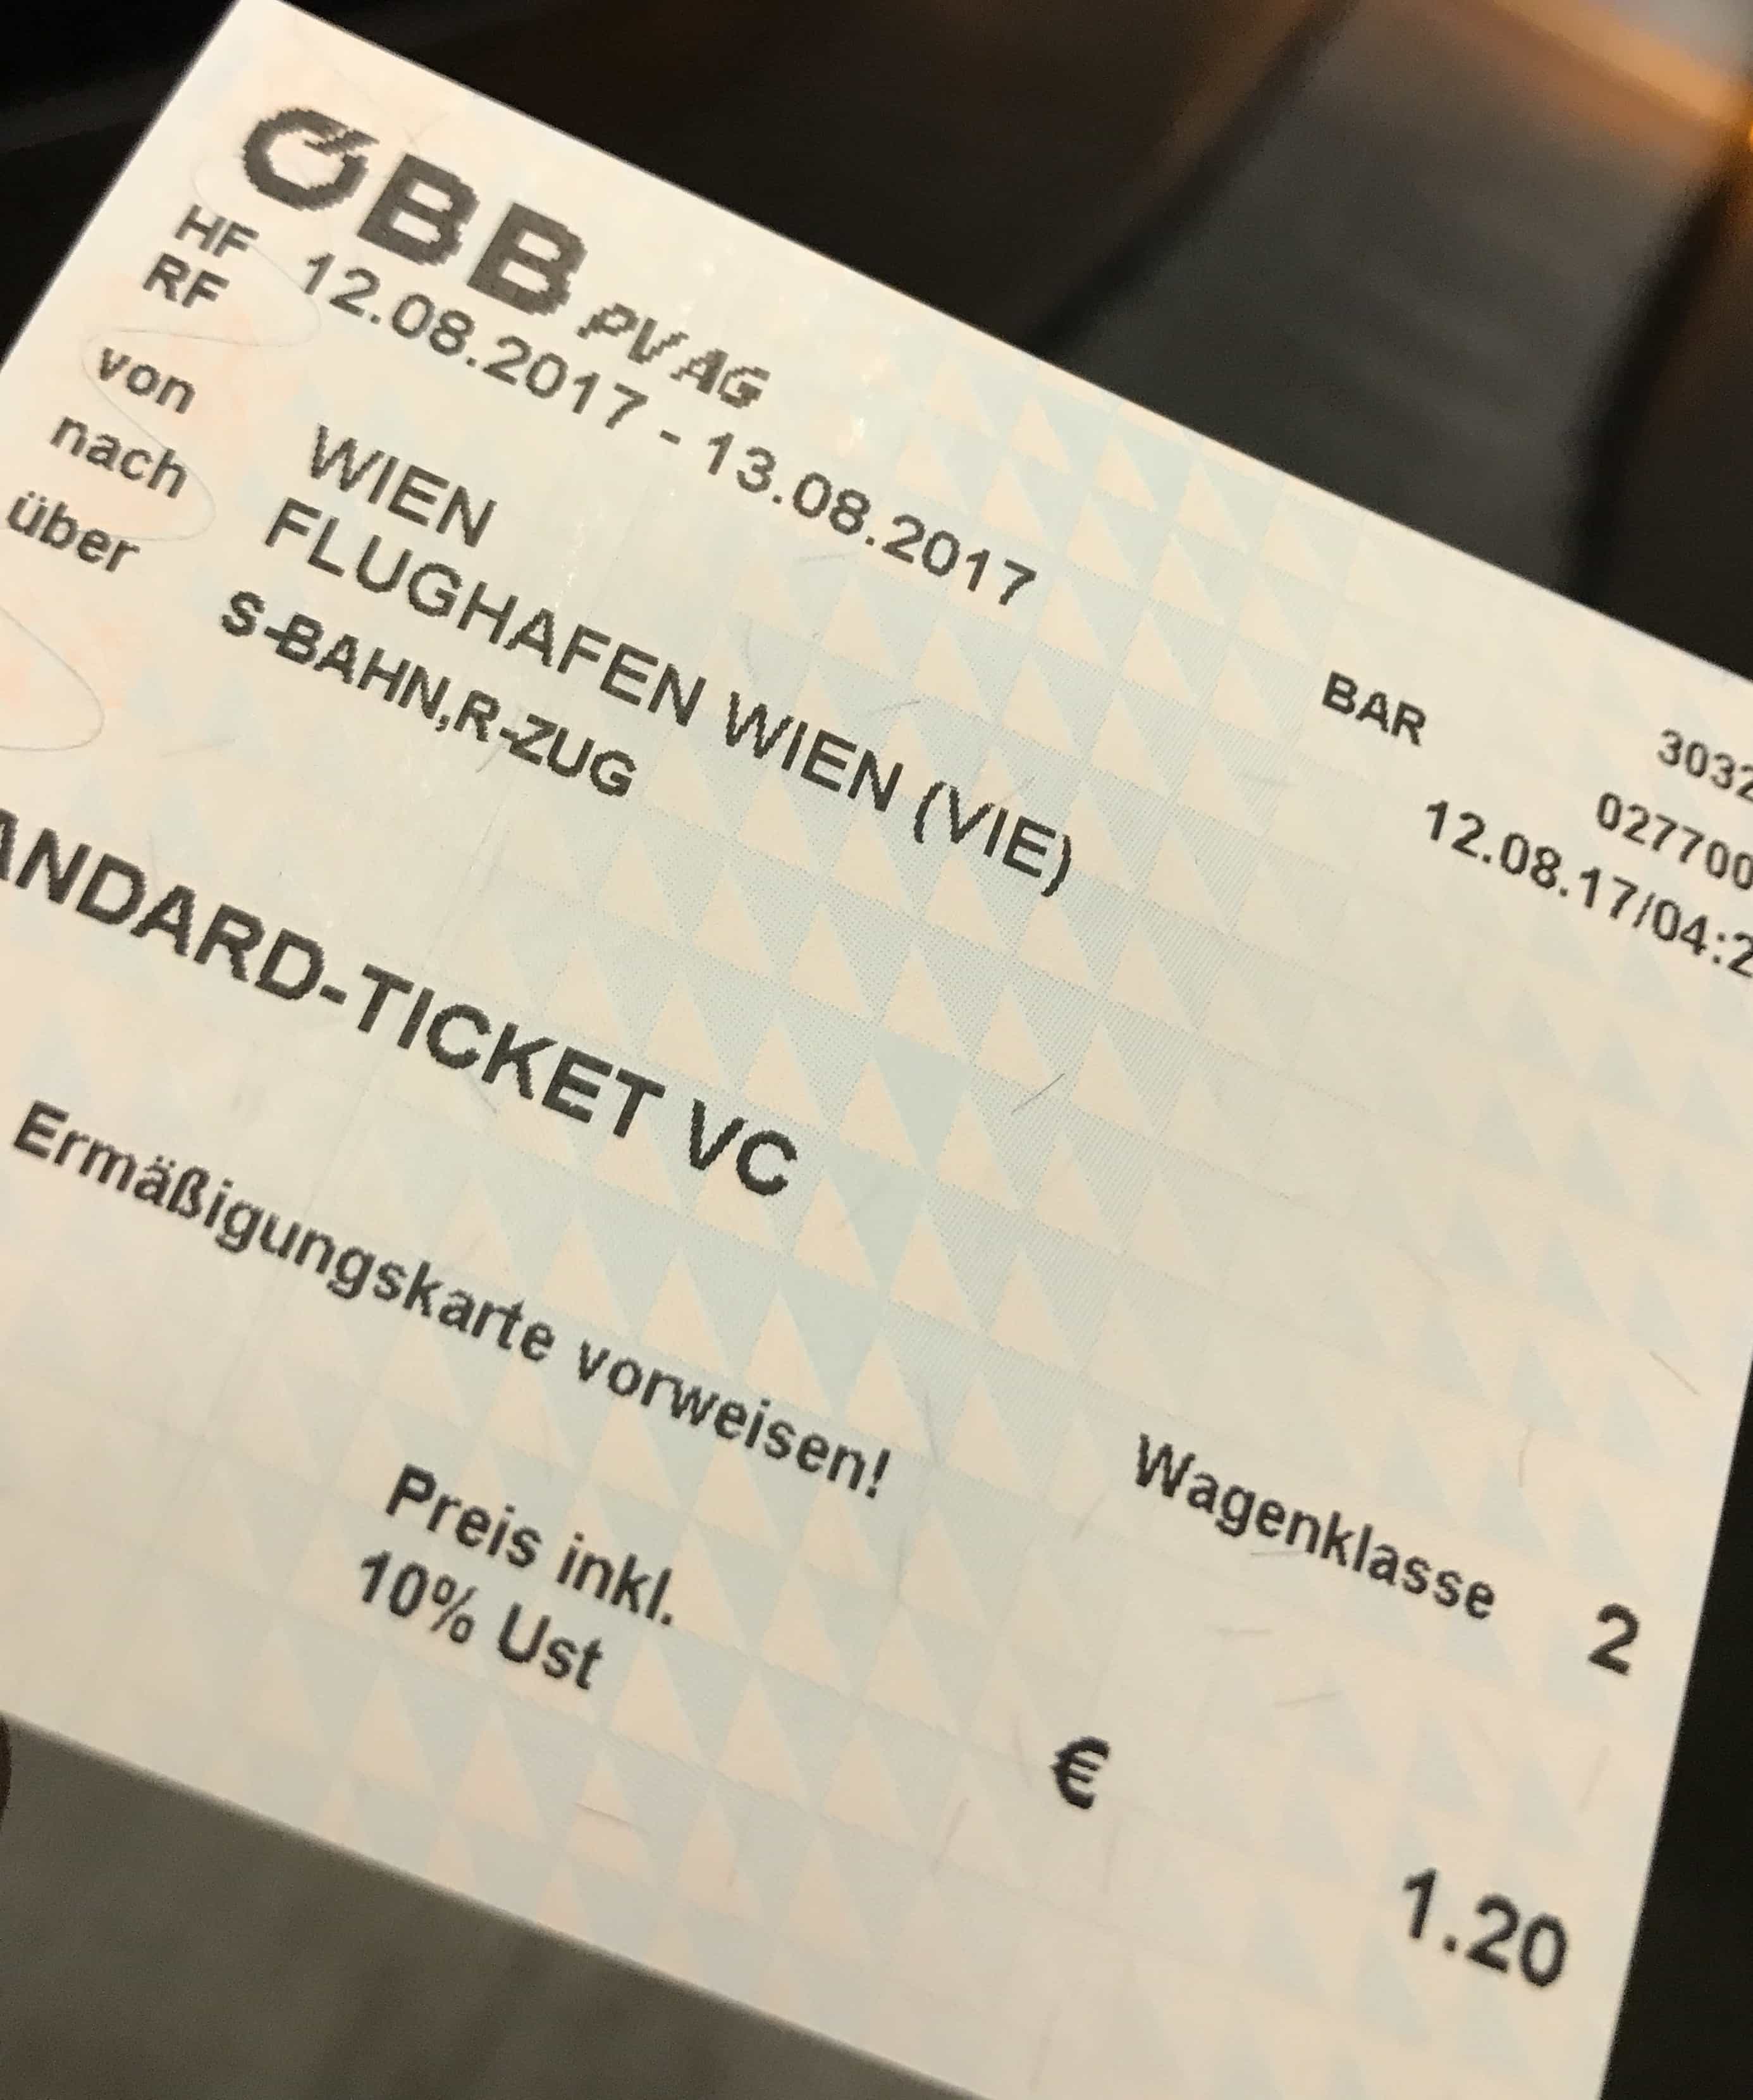 ÖBB PV AG
HF 12.08.2017 - 13.08.2017
RF
von WIEN
nach FLUGHAFEN WIEN (VIE)
über S-BAHN,R-ZUG
BAR 3032
027700
12.08.17/04:2
ANDARD-TICKET VC
Ermäßigungskarte vorweisen!
Wagenklasse 2
Preis inkl.
10% Ust
€ 1.20